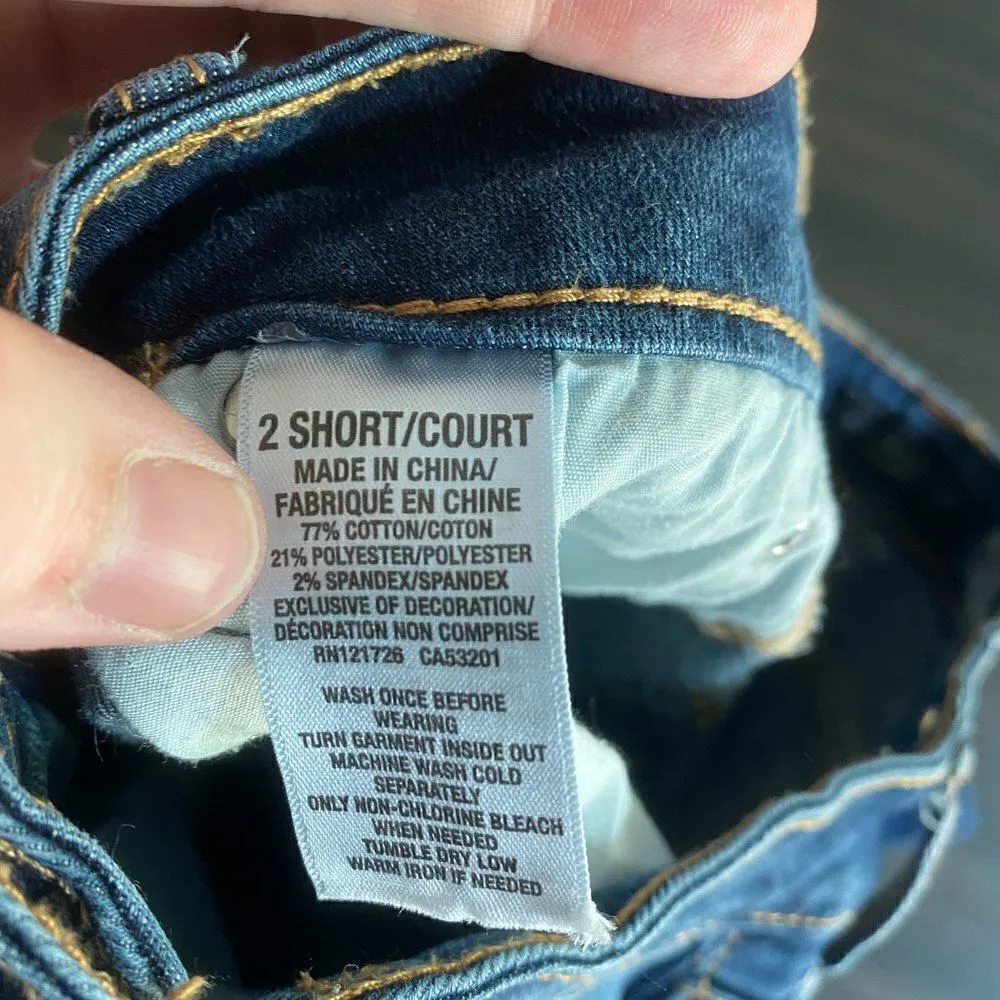 2 SHORT/COURT
MADE IN CHINA/
FABRIQUÉ EN CHINE
77% COTTON/COTON
21% POLYESTER/POLYESTER
2% SPANDEX/SPANDEX
EXCLUSIVE OF DECORATION/
DÉCORATION NON COMPRISE
RN121726 CA53201
WASH ONCE BEFORE
WEARING
TURN GARMENT INSIDE OUT
MACHINE WASH COLD
SEPARATELY
ONLY NON-CHLORINE BLEACH
WHEN NEEDED
TUMBLE DRY LOW
WARM IRON IF NEEDED